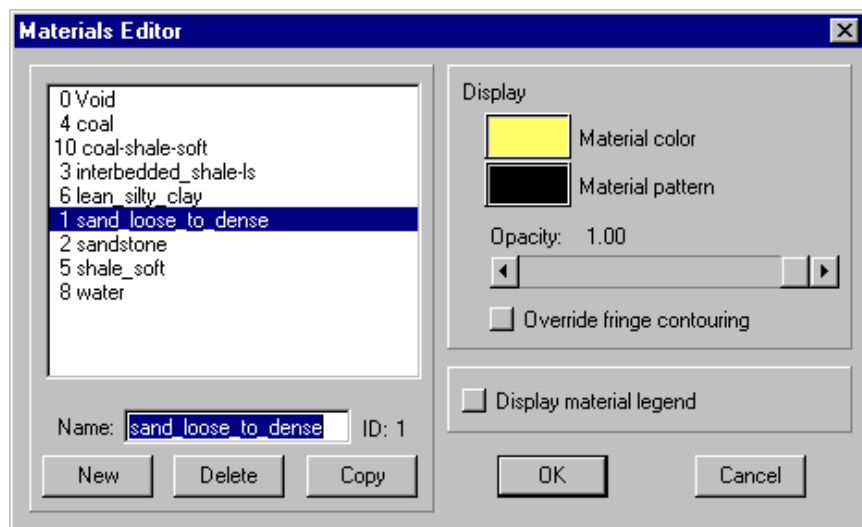 Materials Editor
0 Void
4 coal
10 coal-shale-soft
3 interbedded_shale-ls
6 lean_silty_clay
1 sand_loose_to_dense
2 sandstone
5 shale_soft
8 water
Name: sand_loose_to_dense ID: 1
New Delete Copy
Display
Material color
Material pattern
Opacity: 1.00
Override fringe contouring
Display material legend
OK Cancel